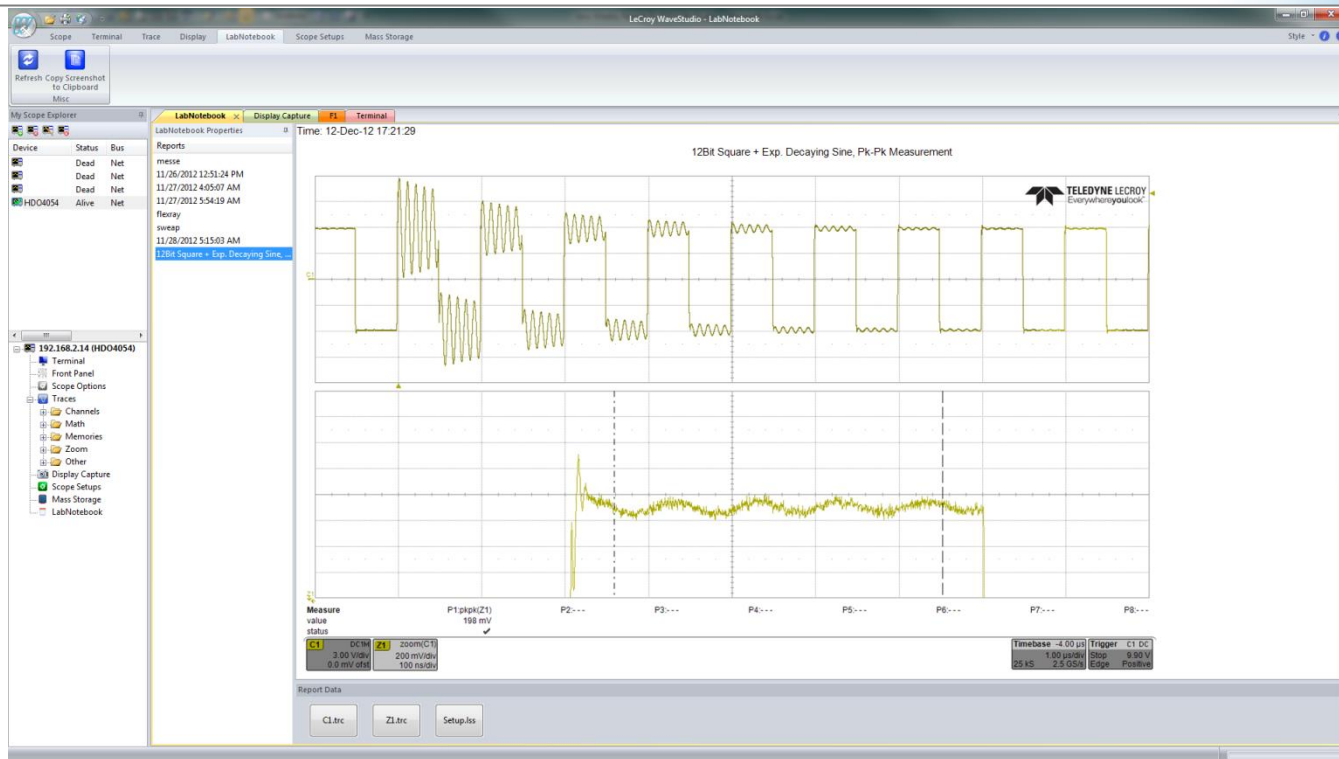 LeCroy WaveStudio - LabNotebook
Scope Terminal Trace Display LabNotebook Scope Setups Mass Storage
Style
Refresh Copy Screenshot
to Clipboard
Misc
My Scope Explorer
Device Status Bus
Dead Net
Dead Net
Dead Net
HDO4054 Alive Net
192.168.2.14 (HDO4054)
Terminal
Front Panel
Scope Options
Traces
Channels
Math
Memories
Zoom
Other
Display Capture
Scope Setups
Mass Storage
LabNotebook
LabNotebook Display Capture F1 Terminal
LabNotebook Properties
Reports
messe
11/26/2012 12:51:24 PM
11/27/2012 4:05:07 AM
11/27/2012 5:54:19 AM
flexray
sweap
11/28/2012 5:15:03 AM
12Bit Square + Exp. Decaying Sine, ...
Time: 12-Dec-12 17:21:29
12Bit Square + Exp. Decaying Sine, Pk-Pk Measurement
TELEDYNE LECROY
Everywhereyoulook"
C1
Measure P1:pkpk(Z1) P2:--- P3:--- P4:--- P5:--- P6:--- P7:--- P8:---
value 198 mV
status
C1 DC1M Z1 zoom(C1) Timebase -4.00 µs Trigger C1 DC
3.00 V/div 200 mV/div 1.00 µs/div Stop 9.90 V
0.0 mV ofst 100 ns/div 25 kS 2.5 GS/s Edge Positive
Report Data
C1.trc Z1.trc Setup.lss